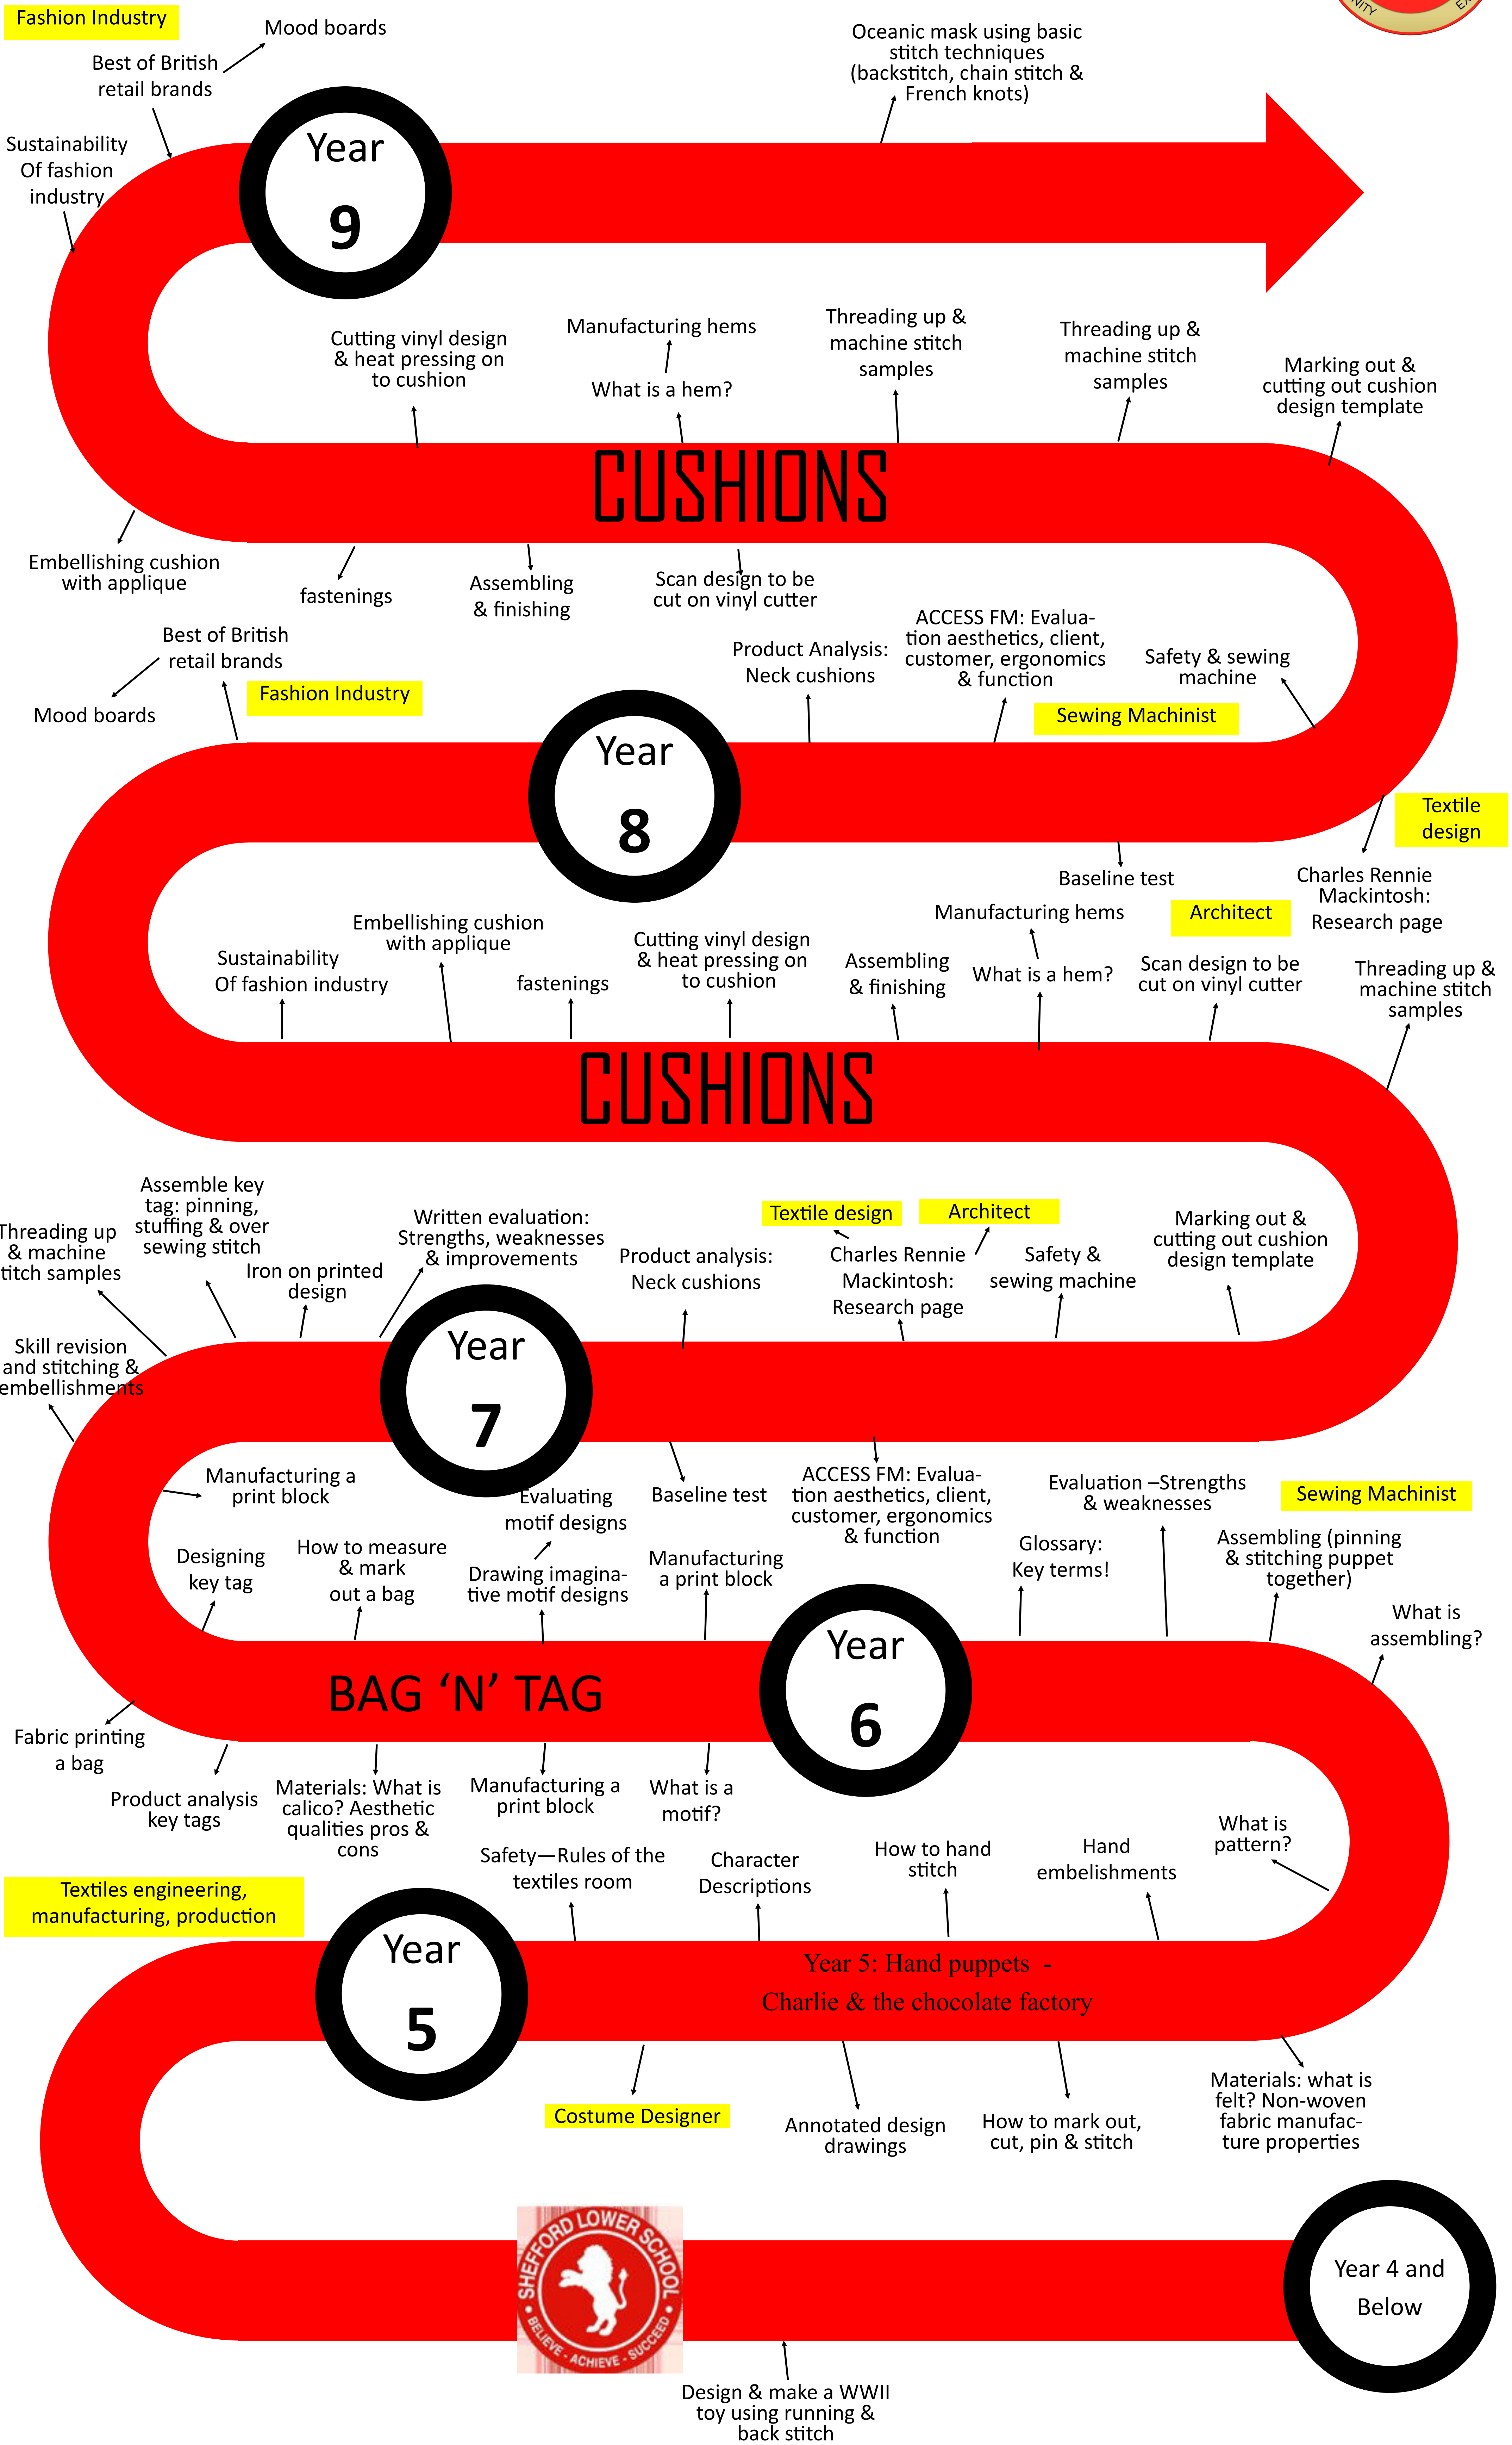 Fashion Industry
Mood boards
Best of British
retail brands
Sustainability
Of fashion
industry
Oceanic mask using basic
stitch techniques
(backstitch, chain stitch &
French knots)
Year
9
Cutting vinyl design
& heat pressing on
to cushion
Manufacturing hems
What is a hem?
Threading up &
machine stitch
samples
Threading up &
machine stitch
samples
Marking out &
cutting out cushion
design template
CUSHIONS
Embellishing cushion
with applique
fastenings
Assembling
& finishing
Scan design to be
cut on vinyl cutter
Best of British
retail brands
Mood boards
Fashion Industry
Product Analysis:
Neck cushions
ACCESS FM: Evalua-
tion aesthetics, client,
customer, ergonomics
& function
Safety & sewing
machine
Sewing Machinist
Year
8
Textile
design
Baseline test
Charles Rennie
Mackintosh:
Research page
Architect
Sustainability
Of fashion industry
Embellishing cushion
with applique
fastenings
Cutting vinyl design
& heat pressing on
to cushion
Assembling
& finishing
Manufacturing hems
What is a hem?
Scan design to be
cut on vinyl cutter
Threading up &
machine stitch
samples
CUSHIONS
Threading up
& machine
titch samples
Assemble key
tag: pinning,
stuffing & over
sewing stitch
Iron on printed
design
Written evaluation:
Strengths, weaknesses
& improvements
Product analysis:
Neck cushions
Textile design
Architect
Charles Rennie
Mackintosh:
Research page
Safety &
sewing machine
Marking out &
cutting out cushion
design template
Skill revision
and stitching &
embellishments
Year
7
Manufacturing a
print block
Evaluating
motif designs
Baseline test
ACCESS FM: Evalua-
tion aesthetics, client,
customer, ergonomics
& function
Evaluation –Strengths
& weaknesses
Sewing Machinist
Designing
key tag
How to measure
& mark
out a bag
Drawing imagina-
tive motif designs
Manufacturing
a print block
Glossary:
Key terms!
Assembling (pinning
& stitching puppet
together)
What is
assembling?
BAG ‘N’ TAG
Year
6
Fabric printing
a bag
Product analysis
key tags
Materials: What is
calico? Aesthetic
qualities pros &
cons
Manufacturing a
print block
What is a
motif?
Safety—Rules of the
textiles room
Character
Descriptions
How to hand
stitch
Hand
embelishments
What is
pattern?
Textiles engineering,
manufacturing, production
Year
5
Year 5: Hand puppets -
Charlie & the chocolate factory
Costume Designer
Annotated design
drawings
How to mark out,
cut, pin & stitch
Materials: what is
felt? Non-woven
fabric manufac-
ture properties
SHEFFORD LOWER SCHOOL
BELIEVE - ACHIEVE - SUCCEED
Year 4 and
Below
Design & make a WWII
toy using running &
back stitch